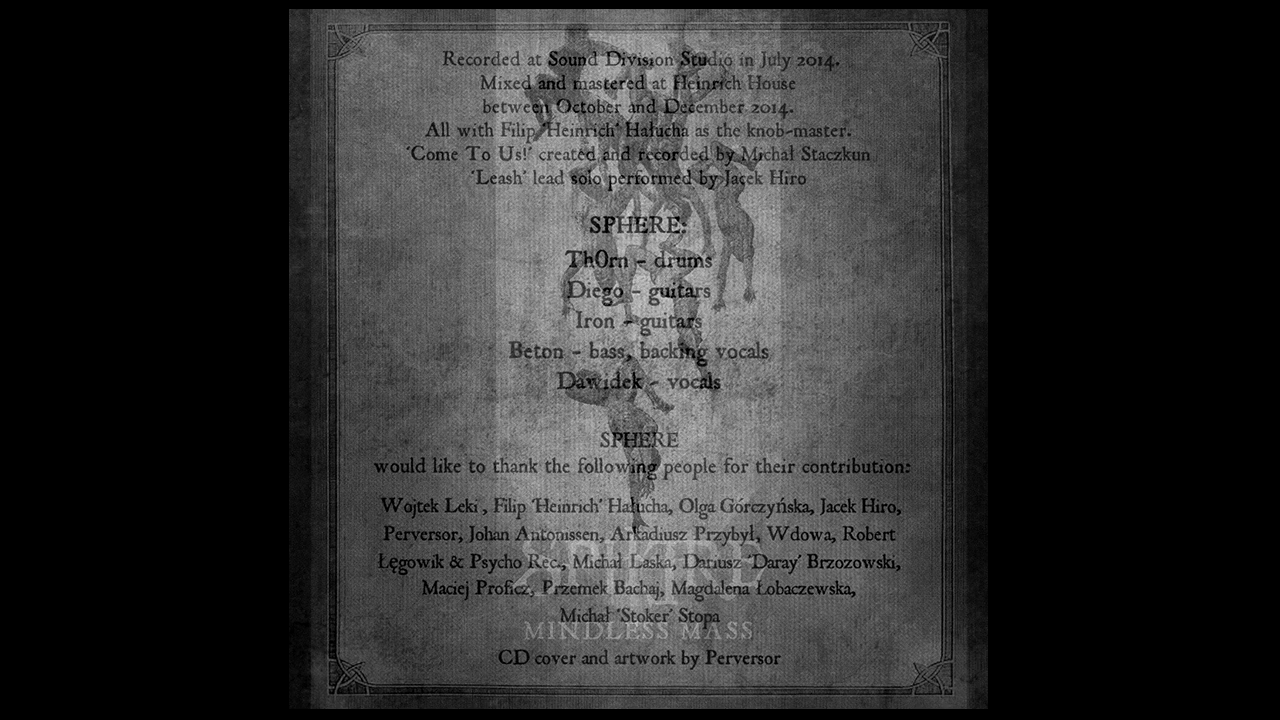 Recorded at Sound Division Studio in July 2014.
Mixed and mastered at Heinrich House
between October and December 2014.
All with Filip 'Heinrich' Hałucha as the knob-master.
'Come To Us!' created and recorded by Michał Staczkun
'Leash' lead solo performed by Jacek Hiro
SPHERE:
Th0rn - drums
Diego - guitars
Iron - guitars
Beton - bass, backing vocals
Dawidek - vocals
SPHERE
would like to thank the following people for their contribution:
Wojtek Leki , Filip 'Heinrich' Hałucha, Olga Górczyńska, Jacek Hiro,
Perversor, Johan Antonissen, Arkadiusz Przybył, Wdowa, Robert
Łęgowik & Psycho Rec., Michał Laska, Dariusz 'Daray' Brzozowski,
Maciej Proficz, Przemek Bachaj, Magdalena Łobaczewska,
Michał 'Stoker' Stopa
SPHERE
MINDLESS MASS
CD cover and artwork by Perversor